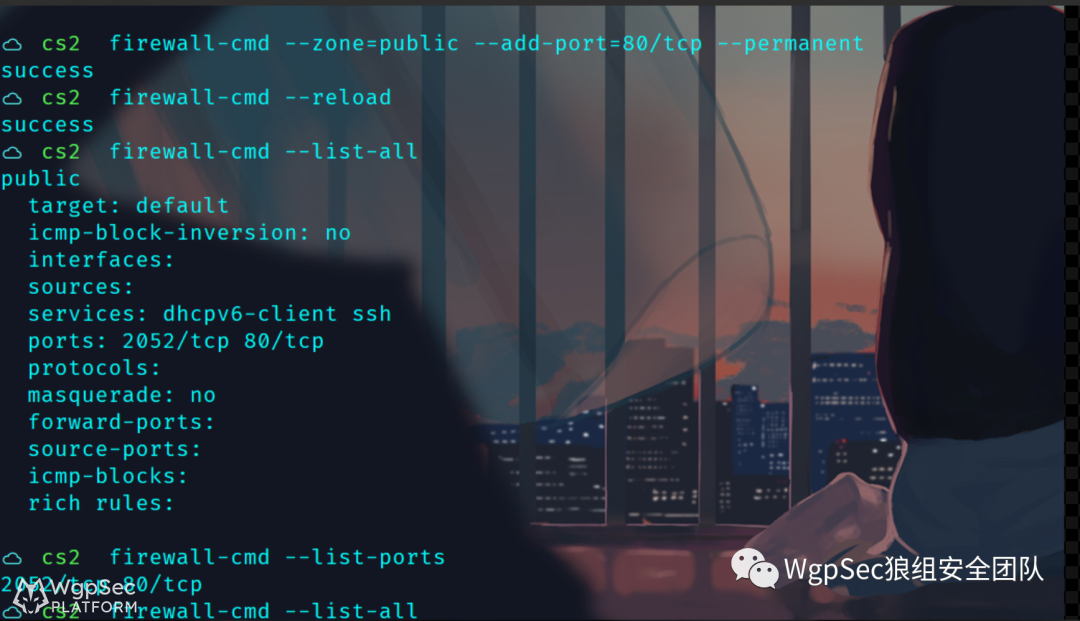 cs2 firewall-cmd --zone=public --add-port=80/tcp --permanent
success
cs2 firewall-cmd --reload
success
cs2 firewall-cmd --list-all
public
  target: default
  icmp-block-inversion: no
  interfaces:
  sources:
  services: dhcpv6-client ssh
  ports: 2052/tcp 80/tcp
  protocols:
  masquerade: no
  forward-ports:
  source-ports:
  icmp-blocks:
  rich rules:
cs2 firewall-cmd --list-ports
2052/tcp 80/tcp
cs2 firewall-cmd --list-all
WgpSec
PLATFORM
WgpSec狼组安全团队